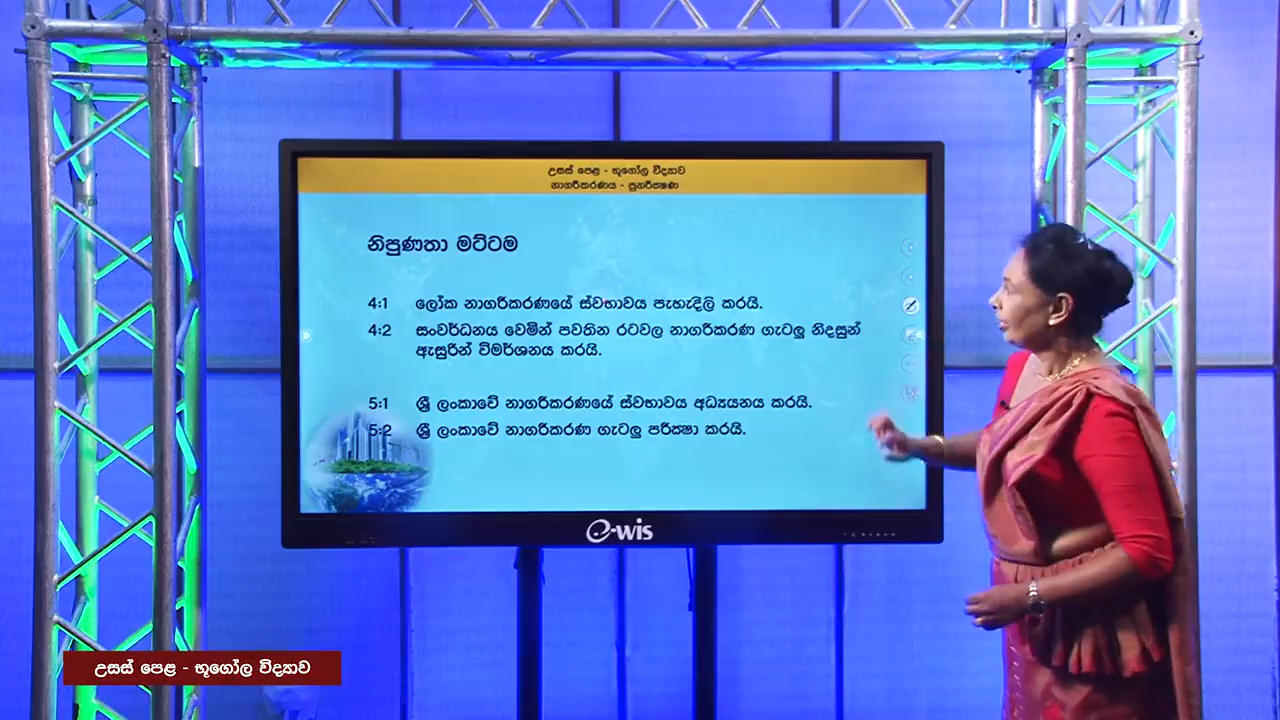 උසස් පෙළ - භූගෝල විද්‍යාව
නාගරීකරණය - පුනරීක්ෂණ
නිපුණතා මට්ටම
4:1 ලෝක නාගරීකරණයේ ස්වභාවය පැහැදිලි කරයි.
4:2 සංවර්ධනය වෙමින් පවතින රටවල නාගරීකරණ ගැටලු නිදසුන්
ඇසුරින් විමර්ශනය කරයි.
5:1 ශ්‍රී ලංකාවේ නාගරීකරණයේ ස්වභාවය අධ්‍යයනය කරයි.
5:2 ශ්‍රී ලංකාවේ නාගරීකරණ ගැටලු පරීක්ෂා කරයි.
e-wis
උසස් පෙළ - භූගෝල විද්‍යාව